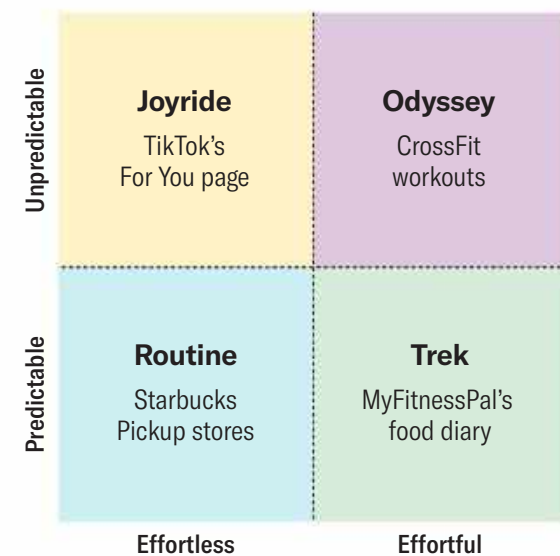 Unpredictable
Joyride
TikTok's
For You page
Odyssey
CrossFit
workouts
Predictable
Routine
Starbucks
Pickup stores
Trek
MyFitnessPal's
food diary
Effortless
Effortful